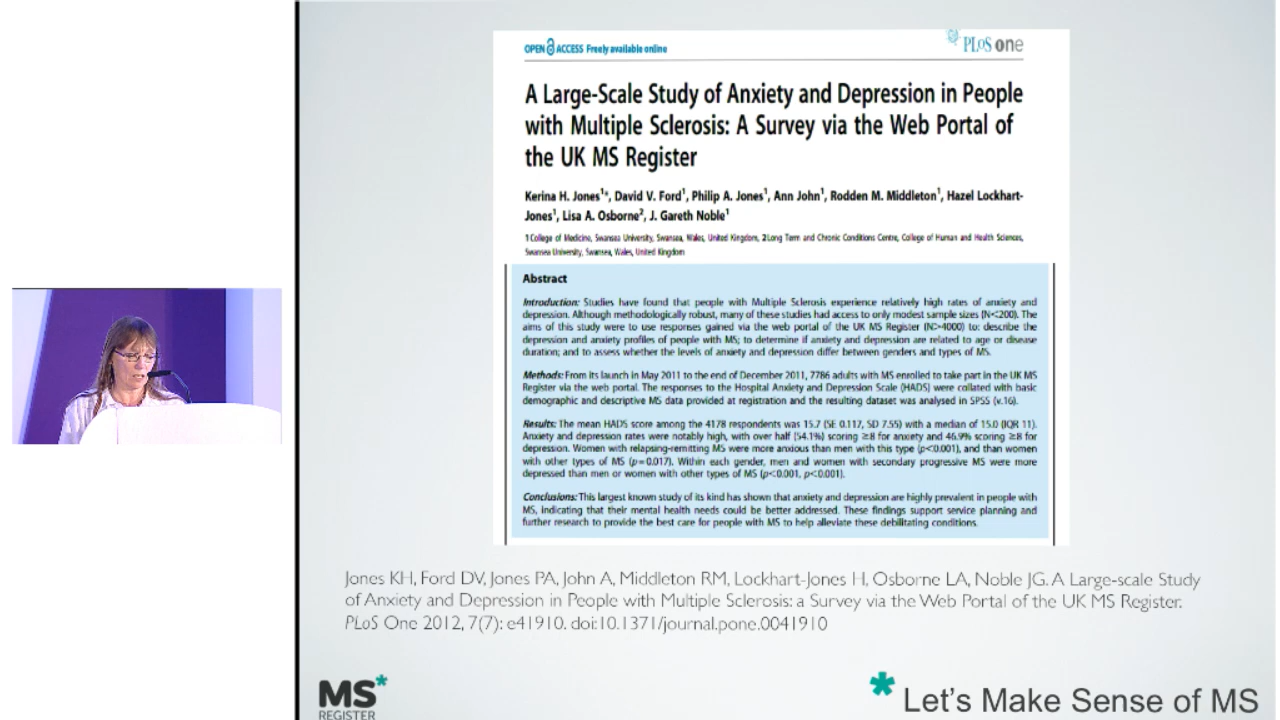 OPEN ACCESS Freely available online
PLoS one
A Large-Scale Study of Anxiety and Depression in People
with Multiple Sclerosis: A Survey via the Web Portal of
the UK MS Register
Kerina H. Jones1*, David V. Ford1, Philip A. Jones1, Ann John1, Rodden M. Middleton1, Hazel Lockhart-
Jones1, Lisa A. Osborne2, J. Gareth Noble1
1 College of Medicine, Swansea University, Swansea, Wales, United Kingdom, 2 Long Term and Chronic Conditions Centre, College of Human and Health Sciences,
Swansea University, Swansea, Wales, United Kingdom
Abstract
Introduction: Studies have found that people with Multiple Sclerosis experience relatively high rates of anxiety and
depression. Although methodologically robust, many of these studies had access to only modest sample sizes (N<200). The
aims of this study were to use responses gained via the web portal of the UK MS Register (N>4000) to: describe the
depression and anxiety profiles of people with MS; to determine if anxiety and depression are related to age or disease
duration; and to assess whether the levels of anxiety and depression differ between genders and types of MS.
Methods: From its launch in May 2011 to the end of December 2011, 7786 adults with MS enrolled to take part in the UK MS
Register via the web portal. The responses to the Hospital Anxiety and Depression Scale (HADS) were collated with basic
demographic and descriptive MS data provided at registration and the resulting dataset was analysed in SPSS (v.16).
Results: The mean HADS score among the 4178 respondents was 15.7 (SE 0.117, SD 7.55) with a median of 15.0 (IQR 11).
Anxiety and depression rates were notably high, with over half (54.1%) scoring ≥8 for anxiety and 46.9% scoring ≥8 for
depression. Women with relapsing-remitting MS were more anxious than men with this type (p<0.001), and than women
with other types of MS (p=0.017). Within each gender, men and women with secondary progressive MS were more
depressed than men or women with other types of MS (p<0.001, p<0.001).
Conclusions: This largest known study of its kind has shown that anxiety and depression are highly prevalent in people with
MS, indicating that their mental health needs could be better addressed. These findings support service planning and
further research to provide the best care for people with MS to help alleviate these debilitating conditions.
Jones KH, Ford DV, Jones PA, John A, Middleton RM, Lockhart-Jones H, Osborne LA, Noble JG. A Large-scale Study
of Anxiety and Depression in People with Multiple Sclerosis: a Survey via the Web Portal of the UK MS Register.
PLoS One 2012, 7(7): e41910. doi:10.1371/journal.pone.0041910
MS*
REGISTER
* Let's Make Sense of MS